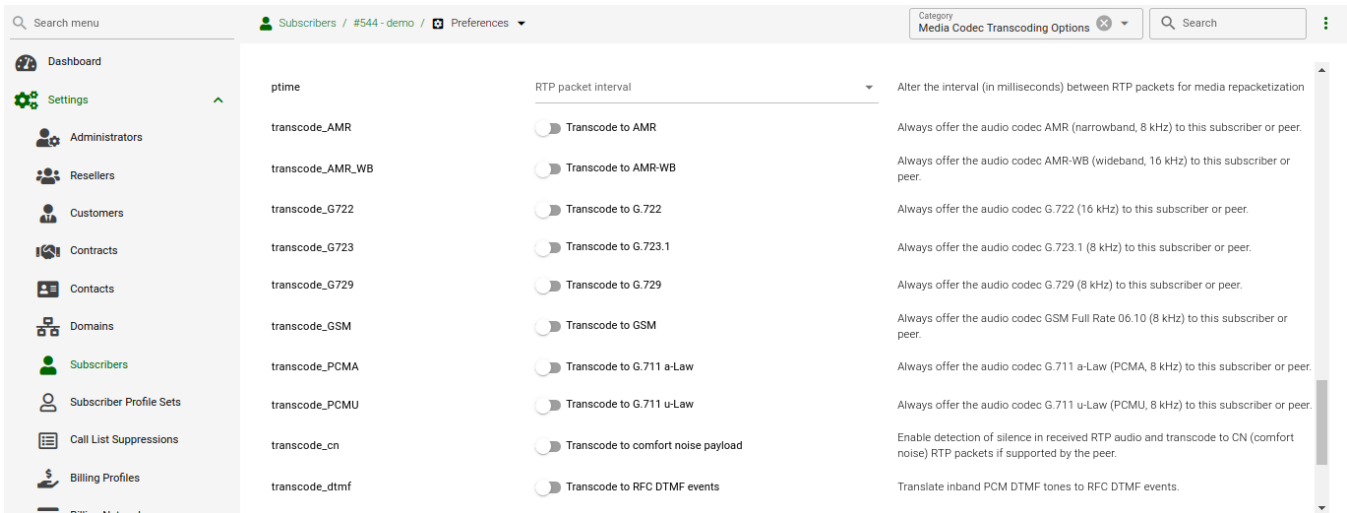 Search menu
Subscribers / #544 - demo / Preferences
Category
Media Codec Transcoding Options
Search
Dashboard
Settings
Administrators
Resellers
Customers
Contracts
Contacts
Domains
Subscribers
Subscriber Profile Sets
Call List Suppressions
Billing Profiles
ptime RTP packet interval Alter the interval (in milliseconds) between RTP packets for media repacketization
transcode_AMR Transcode to AMR Always offer the audio codec AMR (narrowband, 8 kHz) to this subscriber or peer.
transcode_AMR_WB Transcode to AMR-WB Always offer the audio codec AMR-WB (wideband, 16 kHz) to this subscriber or
peer.
transcode_G722 Transcode to G.722 Always offer the audio codec G.722 (16 kHz) to this subscriber or peer.
transcode_G723 Transcode to G.723.1 Always offer the audio codec G.723.1 (8 kHz) to this subscriber or peer.
transcode_G729 Transcode to G.729 Always offer the audio codec G.729 (8 kHz) to this subscriber or peer.
transcode_GSM Transcode to GSM Always offer the audio codec GSM Full Rate 06.10 (8 kHz) to this subscriber or
peer.
transcode_PCMA Transcode to G.711 a-Law Always offer the audio codec G.711 a-Law (PCMA, 8 kHz) to this subscriber or peer.
transcode_PCMU Transcode to G.711 u-Law Always offer the audio codec G.711 u-Law (PCMU, 8 kHz) to this subscriber or peer.
transcode_cn Transcode to comfort noise payload Enable detection of silence in received RTP audio and transcode to CN (comfort
noise) RTP packets if supported by the peer.
transcode_dtmf Transcode to RFC DTMF events Translate inband PCM DTMF tones to RFC DTMF events.